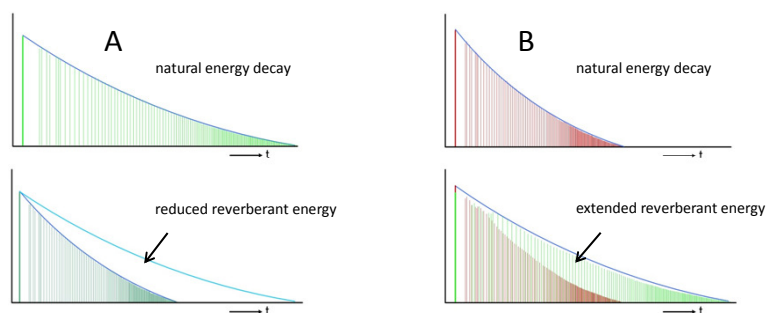 A
natural energy decay
t
reduced reverberant energy
t
B
natural energy decay
t
extended reverberant energy
t